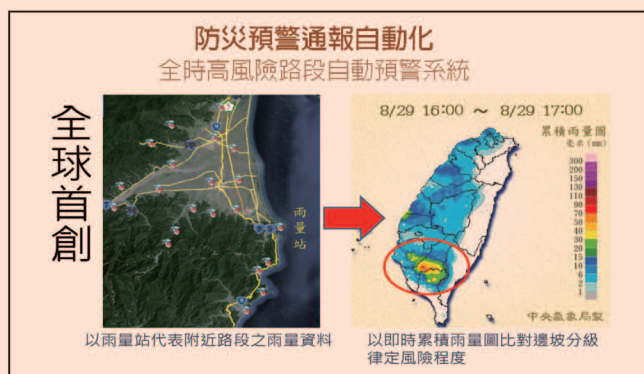 防災預警通報自動化
全時高風險路段自動預警系統
全球首創
雨量站
8/29 16:00 ～ 8/29 17:00
累積雨量圖
毫米(mm)
300
200
150
130
110
90
70
50
40
30
20
15
10
6
2
1
中央氣象局製
以雨量站代表附近路段之雨量資料
以即時累積雨量圖比對邊坡分級
律定風險程度